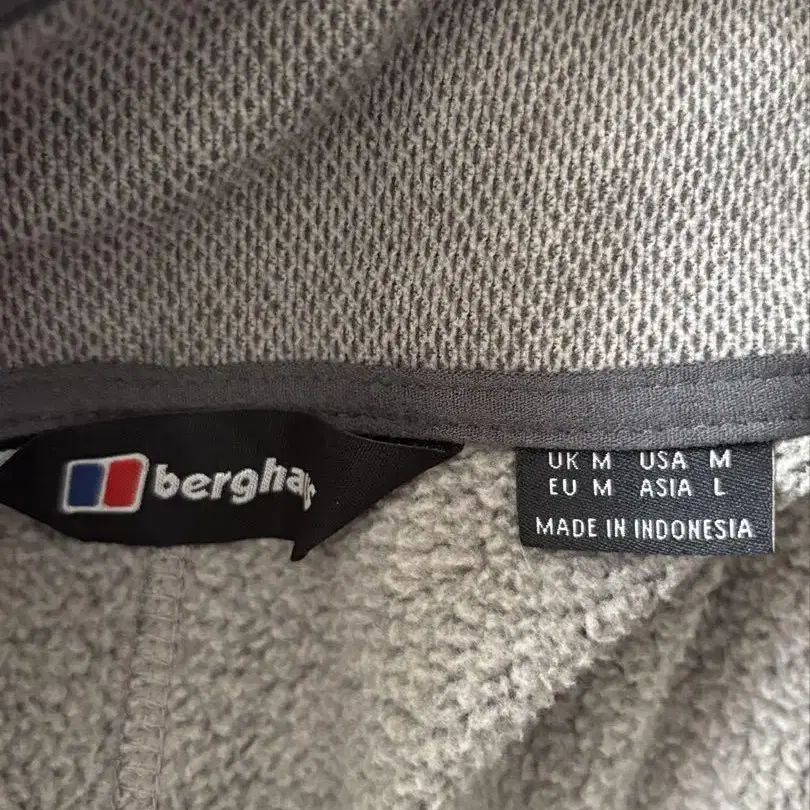 bergha
UK M USA M
EU M ASIA L
MADE IN INDONESIA